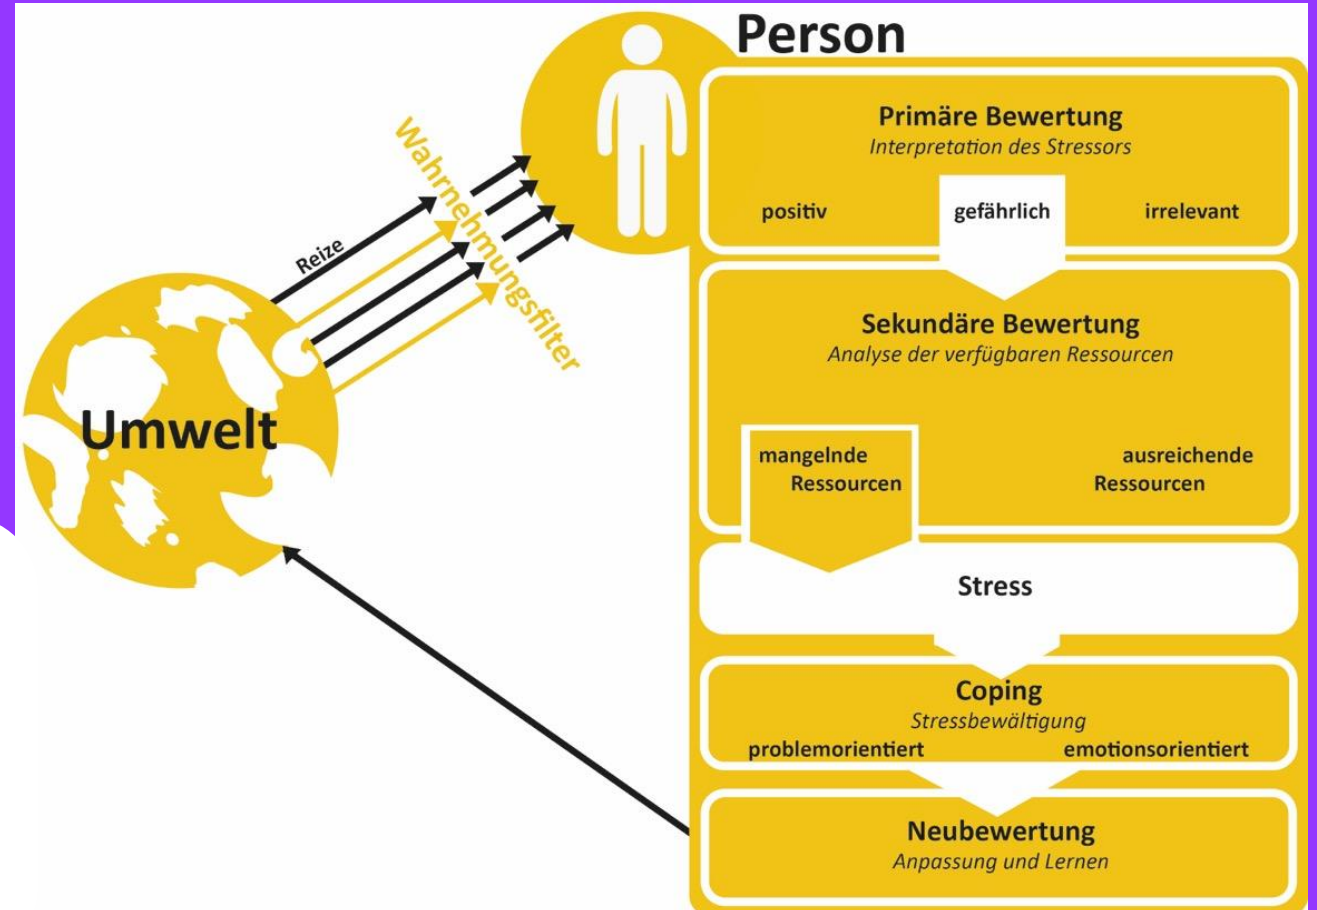 Person
Primäre Bewertung
Interpretation des Stressors
positiv
gefährlich
irrelevant
Wahrnehmungsfilter
Reize
Umwelt
Sekundäre Bewertung
Analyse der verfügbaren Ressourcen
mangelnde
Ressourcen
ausreichende
Ressourcen
Stress
Coping
Stressbewältigung
problemorientiert
emotionsorientiert
Neubewertung
Anpassung und Lernen